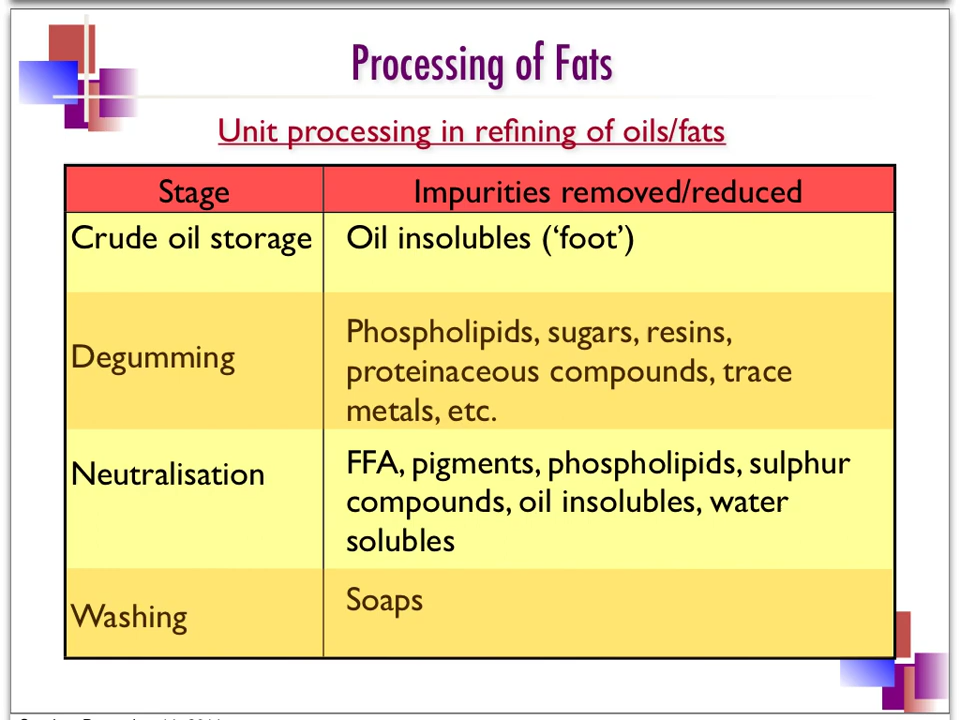 Processing of Fats
Unit processing in refining of oils/fats
Stage
Impurities removed/reduced
Crude oil storage
Oil insolubles (‘foot’)
Degumming
Phospholipids, sugars, resins,
proteinaceous compounds, trace
metals, etc.
Neutralisation
FFA, pigments, phospholipids, sulphur
compounds, oil insolubles, water
solubles
Washing
Soaps